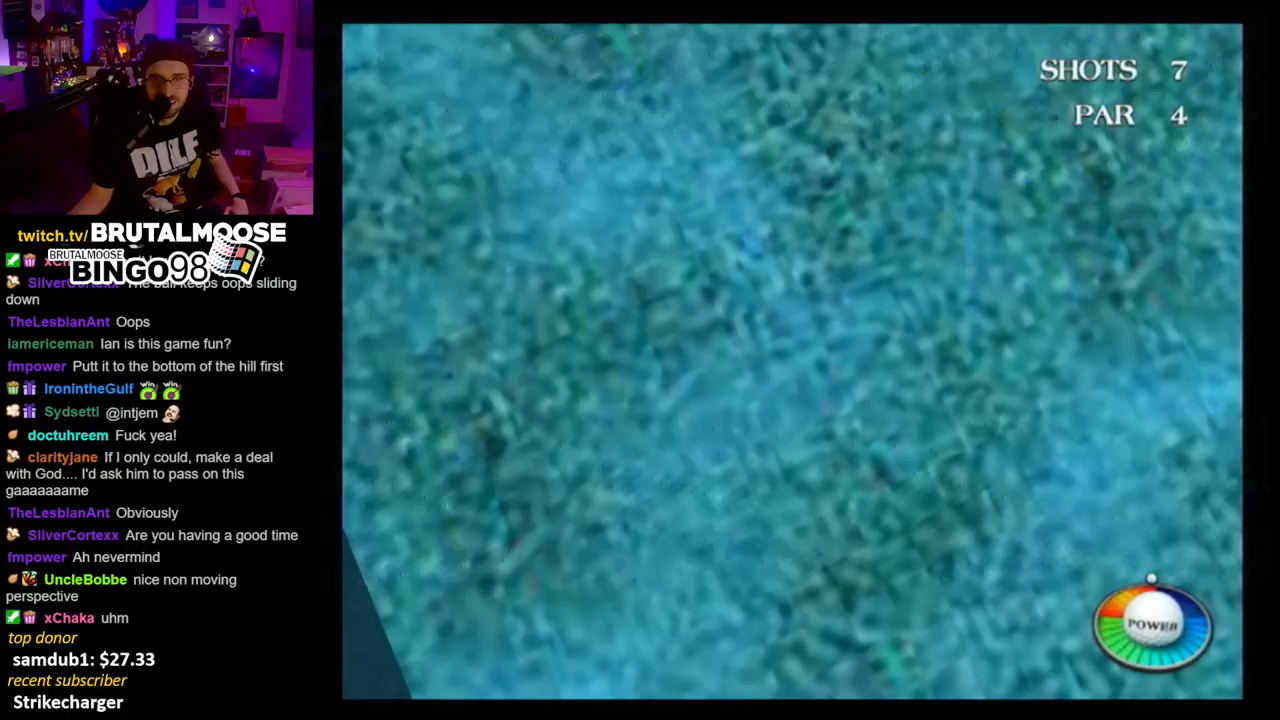 SHOTS 7
PAR 4
DILF
twitch.tv/BRUTALMOOSE
BRUTALMOOSE
BINGO98
SilverCortexx The ball keeps oops sliding
down
TheLesbianAnt Oops
iamericeman Ian is this game fun?
fmpower Putt it to the bottom of the hill first
IronintheGulf
Sydsetti @intjem
doctuhreem Fuck yea!
clarityjane If I only could, make a deal
with God.... I'd ask him to pass on this
gaaaaaaame
TheLesbianAnt Obviously
SilverCortexx Are you having a good time
fmpower Ah nevermind
UncleBobbe nice non moving
perspective
xChaka uhm
top donor
samdub1: $27.33
recent subscriber
Strikecharger
POWER